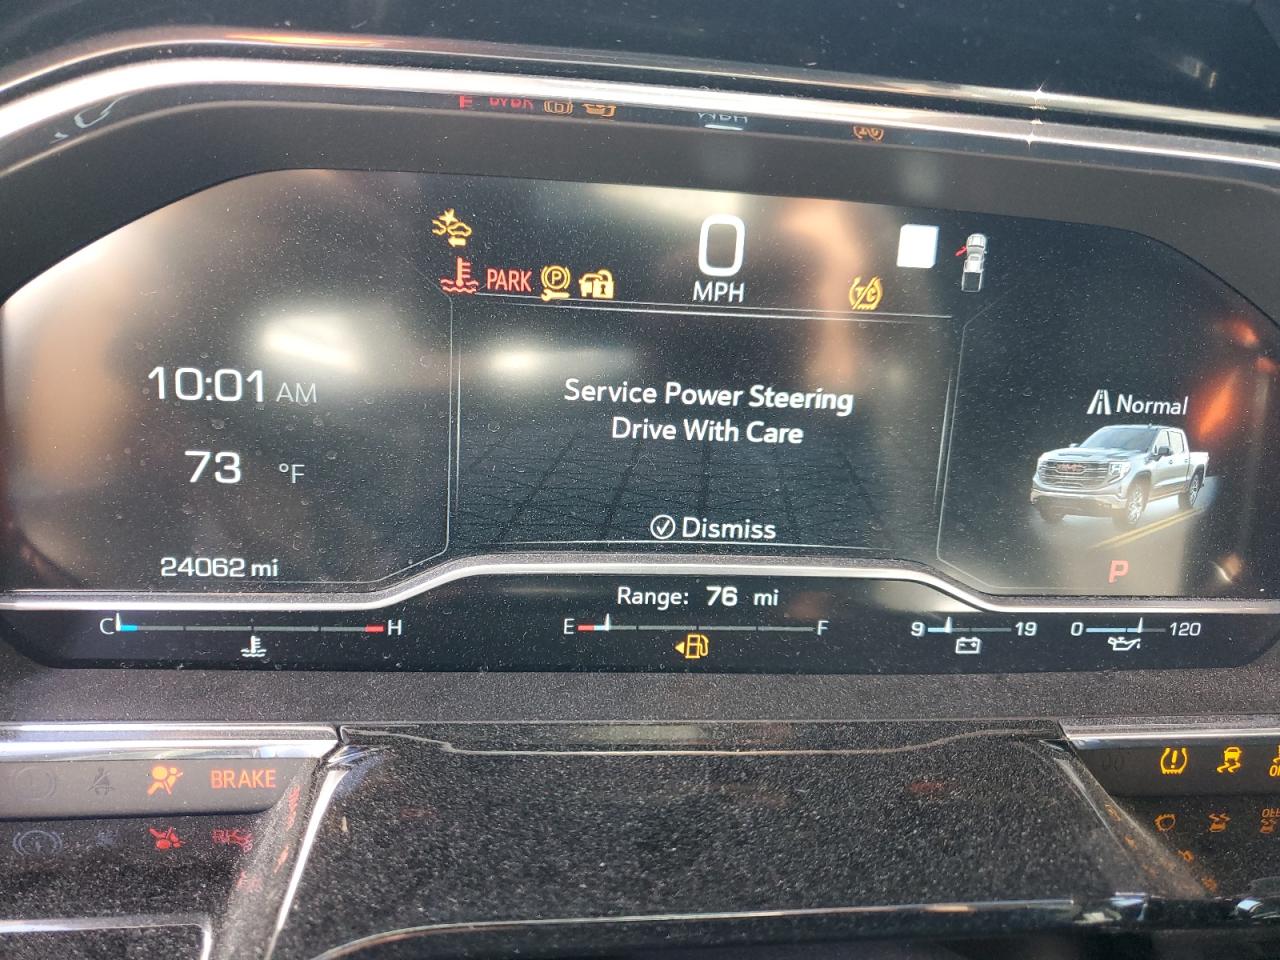 0
MPH
PARK
P
T/C
10:01 AM
73 °F
24062 mi
Service Power Steering
Drive With Care
Dismiss
Normal
GMC
P
Range: 76 mi
C H
E F
9 19
0 120
BRAKE